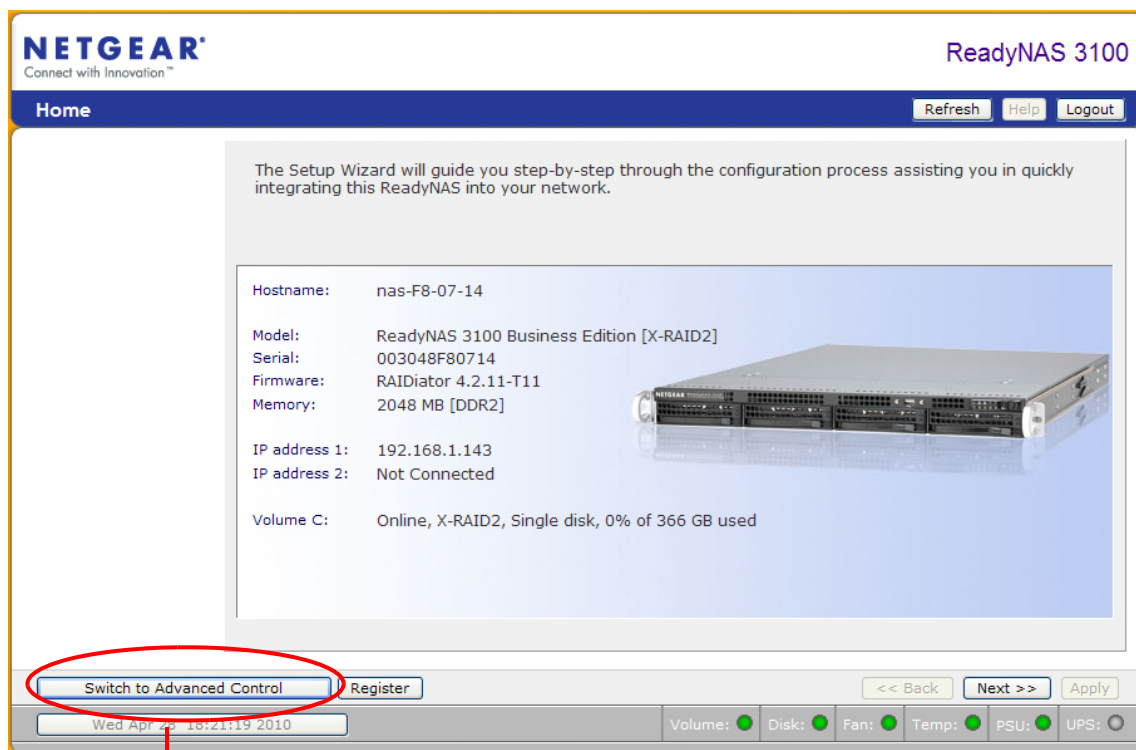 NETGEAR®
Connect with Innovation™
ReadyNAS 3100
Home
Refresh
Help
Logout
The Setup Wizard will guide you step-by-step through the configuration process assisting you in quickly
integrating this ReadyNAS into your network.
Hostname: nas-F8-07-14
Model: ReadyNAS 3100 Business Edition [X-RAID2]
Serial: 003048F80714
Firmware: RAIDiator 4.2.11-T11
Memory: 2048 MB [DDR2]
NETGEAR
IP address 1: 192.168.1.143
IP address 2: Not Connected
Volume C: Online, X-RAID2, Single disk, 0% of 366 GB used
Switch to Advanced Control
Register
<< Back
Next >>
Apply
Wed Apr 28 18:21:19 2010
Volume:
Disk:
Fan:
Temp:
PSU:
UPS: